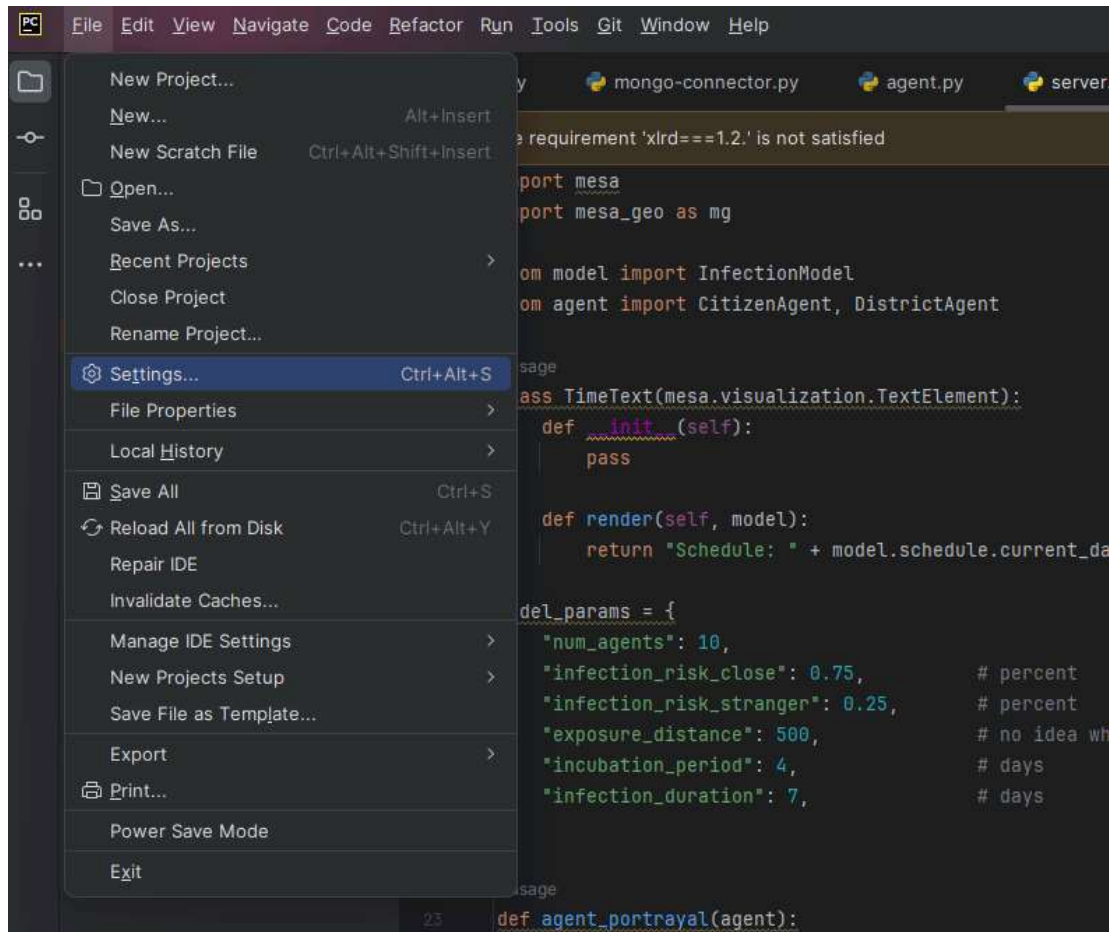 PC File Edit View Navigate Code Refactor Run Tools Git Window Help
New Project...
New... Alt+Insert
New Scratch File Ctrl+Alt+Shift+Insert
Open...
Save As...
Recent Projects
Close Project
Rename Project...
Settings... Ctrl+Alt+S
File Properties
Local History
Save All Ctrl+S
Reload All from Disk Ctrl+Alt+Y
Repair IDE
Invalidate Caches...
Manage IDE Settings
New Projects Setup
Save File as Template...
Export
Print...
Power Save Mode
Exit
y mongo-connector.py agent.py server.
e requirement 'xlrd===1.2.' is not satisfied
port mesa
port mesa_geo as mg
om model import InfectionModel
om agent import CitizenAgent, DistrictAgent
sage
ass TimeText(mesa.visualization.TextElement):
def __init__(self):
pass
def render(self, model):
return "Schedule: " + model.schedule.current_da
del_params = {
"num_agents": 10,
"infection_risk_close": 0.75, # percent
"infection_risk_stranger": 0.25, # percent
"exposure_distance": 500, # no idea wh
"incubation_period": 4, # days
"infection_duration": 7, # days
usage
23 def agent_portrayal(agent):